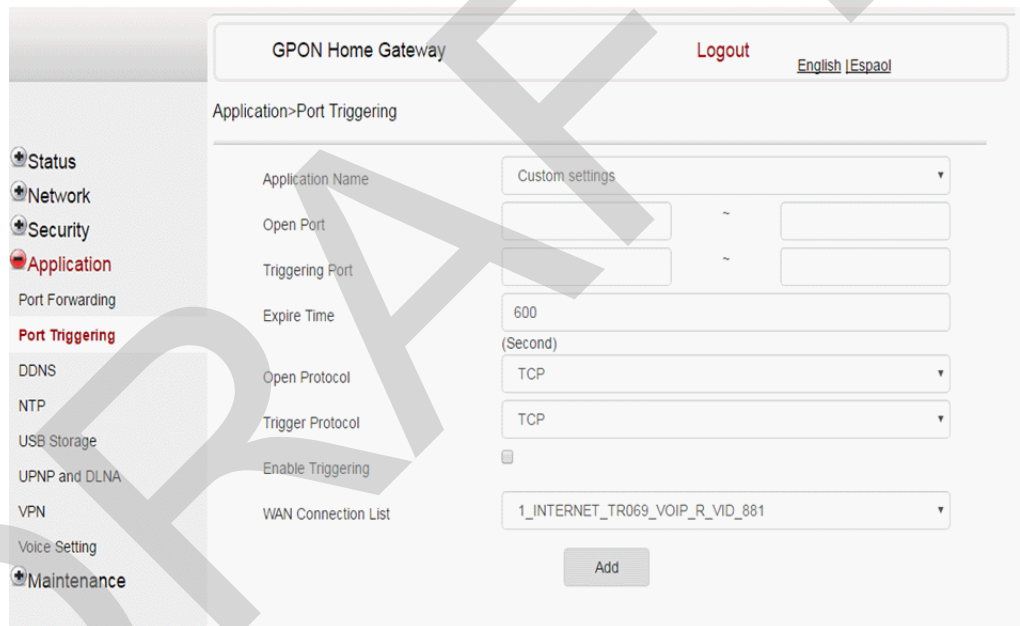 GPON Home Gateway
Logout
English | Espaol
Application>Port Triggering
Status
Network
Security
Application
Port Forwarding
Port Triggering
DDNS
NTP
USB Storage
UPNP and DLNA
VPN
Voice Setting
Maintenance
Application Name
Custom settings
Open Port
~
Triggering Port
~
Expire Time
600
(Second)
Open Protocol
TCP
Trigger Protocol
TCP
Enable Triggering
WAN Connection List
1_INTERNET_TR069_VOIP_R_VID_881
Add
DRAFT